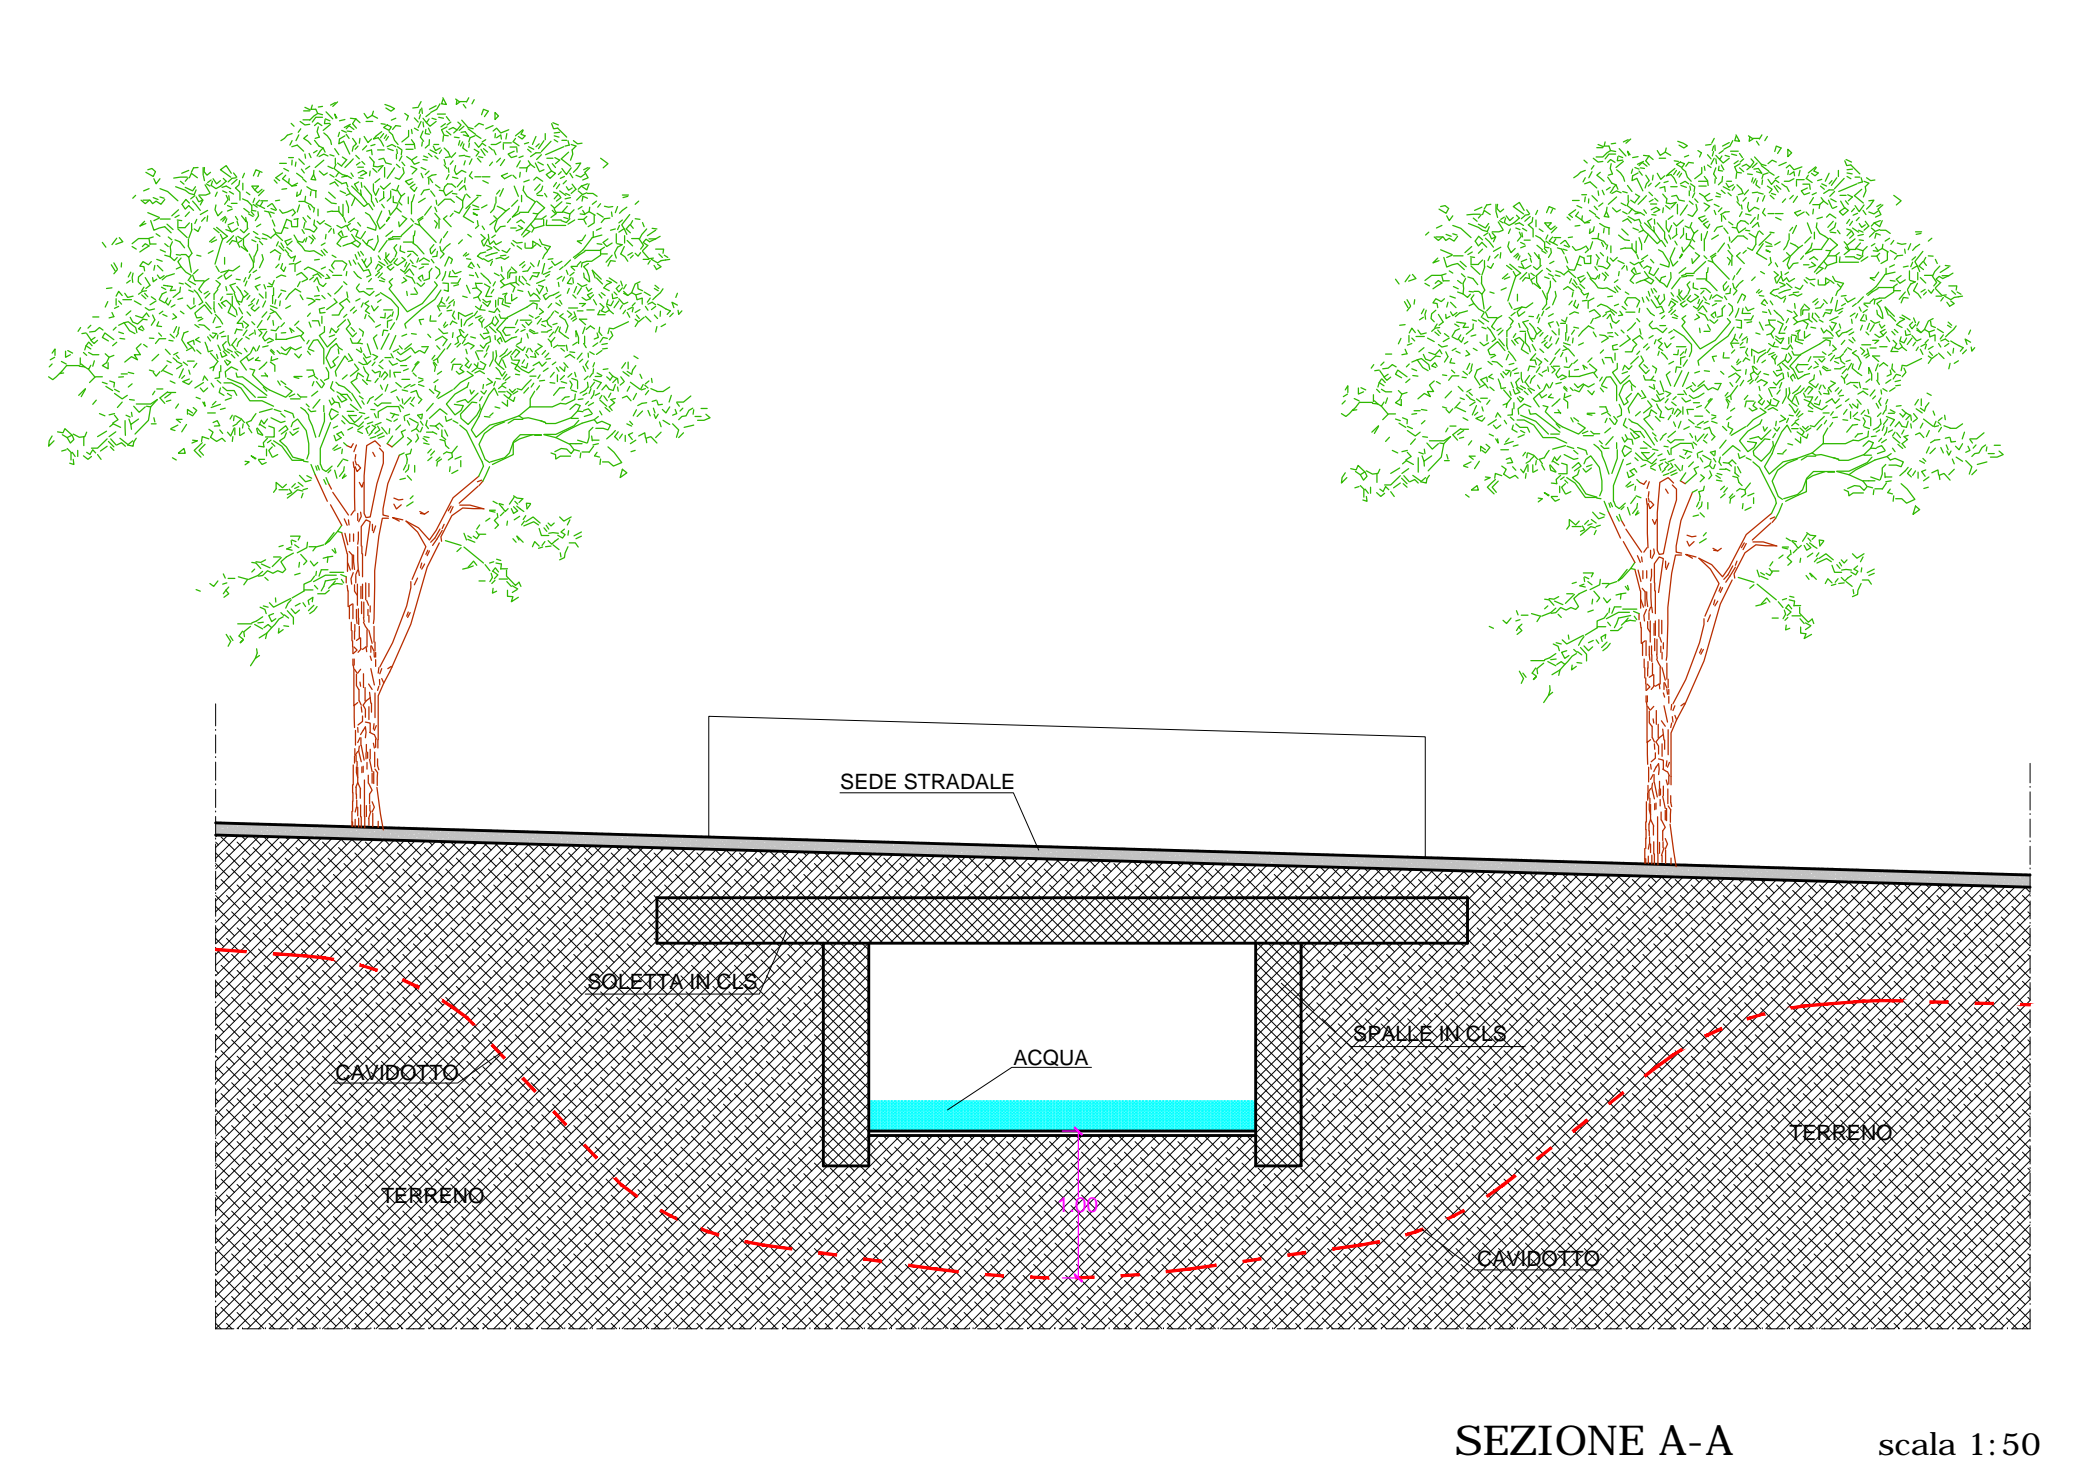 SEDE STRADALE
SOLETTA IN CLS
SPALLE IN CLS
ACQUA
CAVIDOTTO
TERRENO
TERRENO
1.00
CAVIDOTTO
SEZIONE A-A scala 1:50